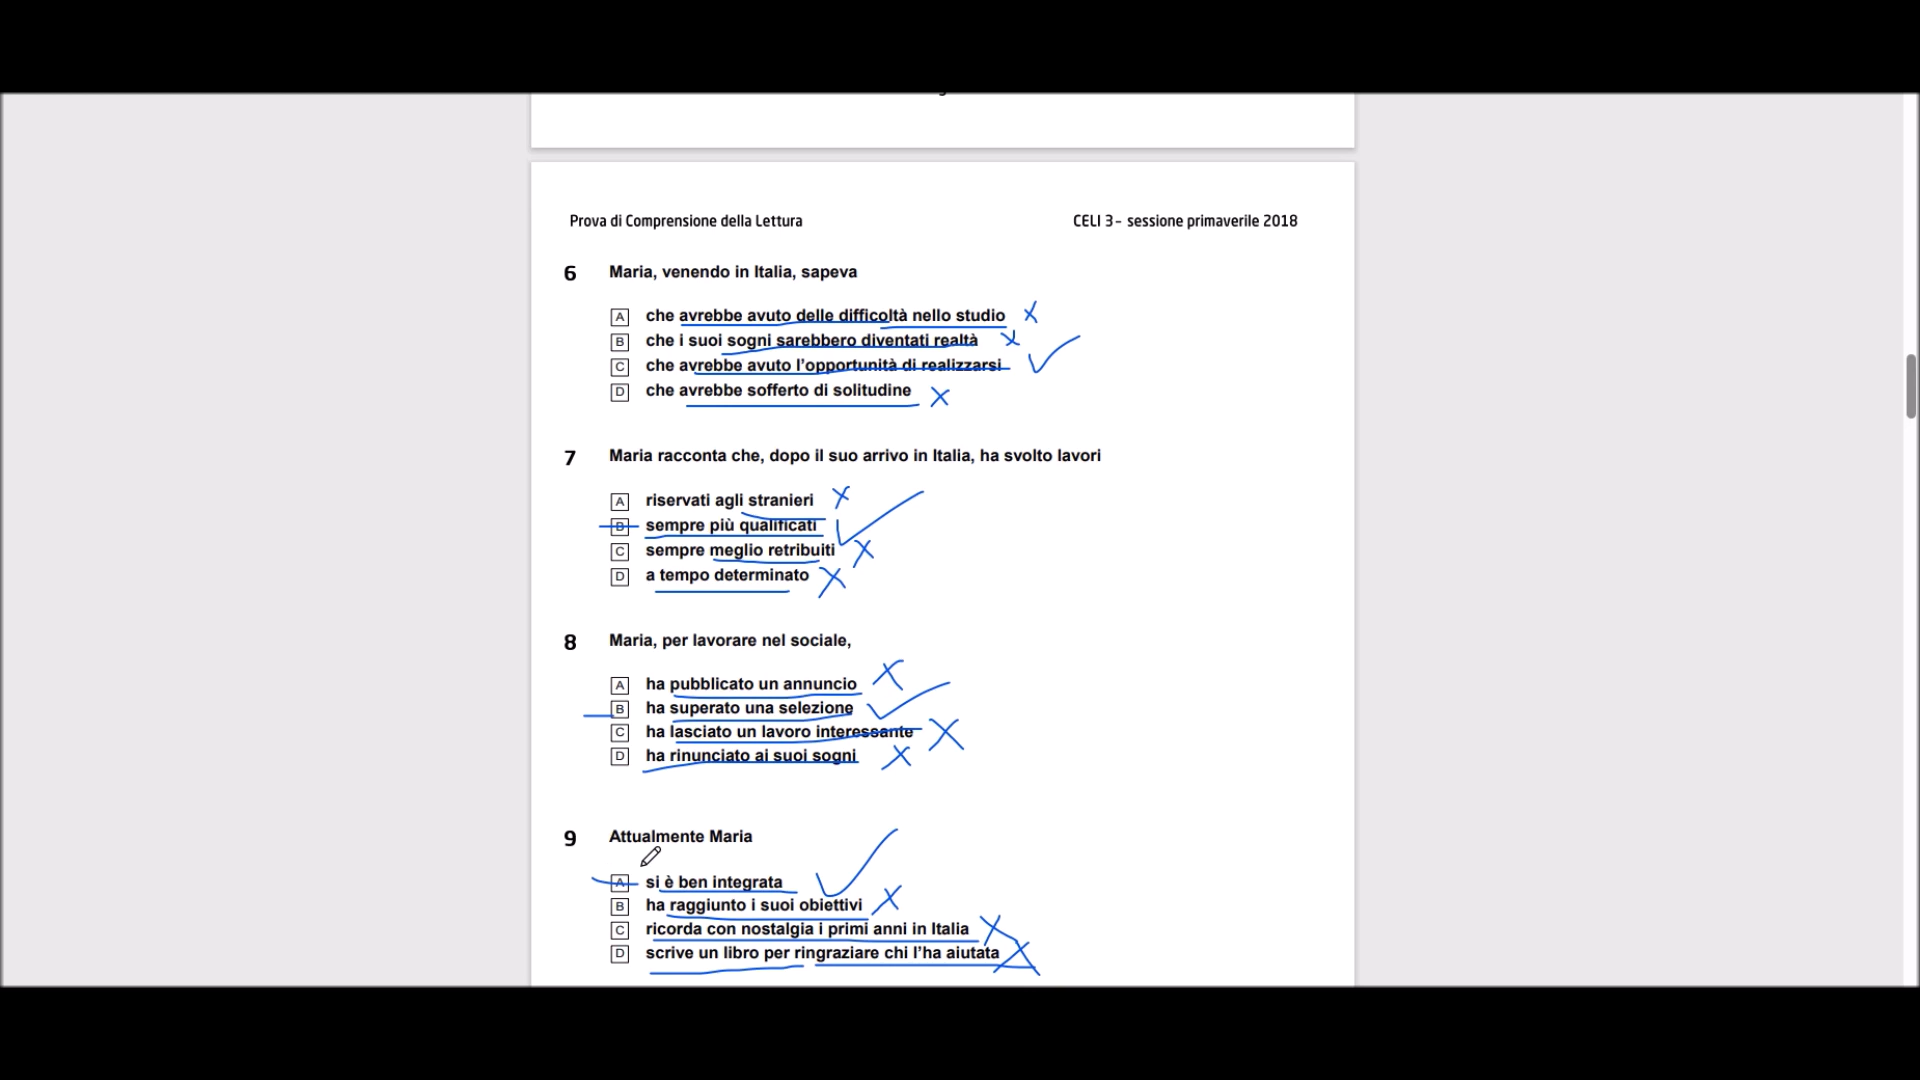 Prova di Comprensione della Lettura CELI 3- sessione primaverile 2018
6 Maria, venendo in Italia, sapeva
A che avrebbe avuto delle difficoltà nello studio
B che i suoi sogni sarebbero diventati realtà
C che avrebbe avuto l'opportunità di realizzarsi
D che avrebbe sofferto di solitudine
7 Maria racconta che, dopo il suo arrivo in Italia, ha svolto lavori
A riservati agli stranieri
B sempre più qualificati
C sempre meglio retribuiti
D a tempo determinato
8 Maria, per lavorare nel sociale,
A ha pubblicato un annuncio
B ha superato una selezione
C ha lasciato un lavoro interessante
D ha rinunciato ai suoi sogni
9 Attualmente Maria
A si è ben integrata
B ha raggiunto i suoi obiettivi
C ricorda con nostalgia i primi anni in Italia
D scrive un libro per ringraziare chi l'ha aiutata